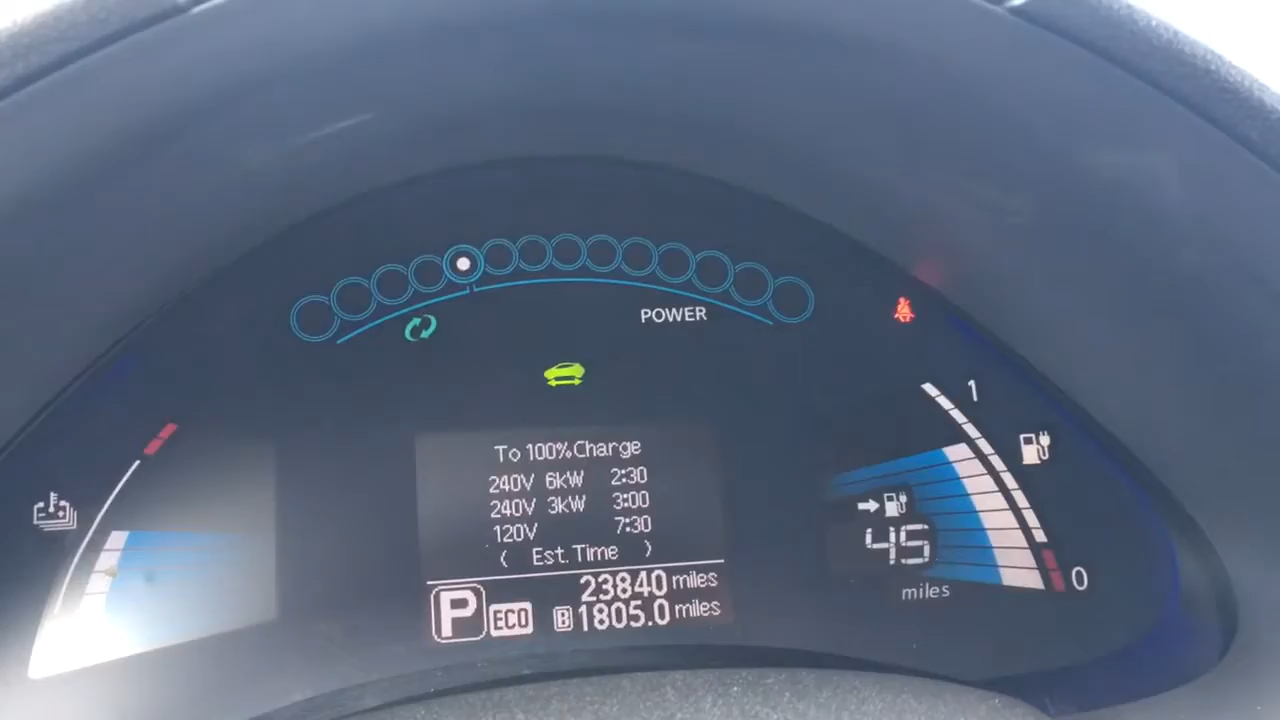 POWER
1
To 100% Charge
240V 6kW 2:30
240V 3kW 3:00
120V 7:30
( Est. Time )
45
miles
0
23840 miles
P ECO B 1805.0 miles